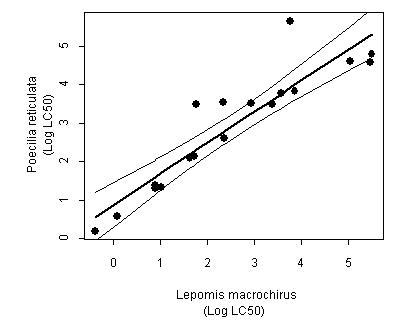 5
4
3
2
1
0
Poecilia reticulata
(Log LC50)
0 1 2 3 4 5
Lepomis macrochirus
(Log LC50)